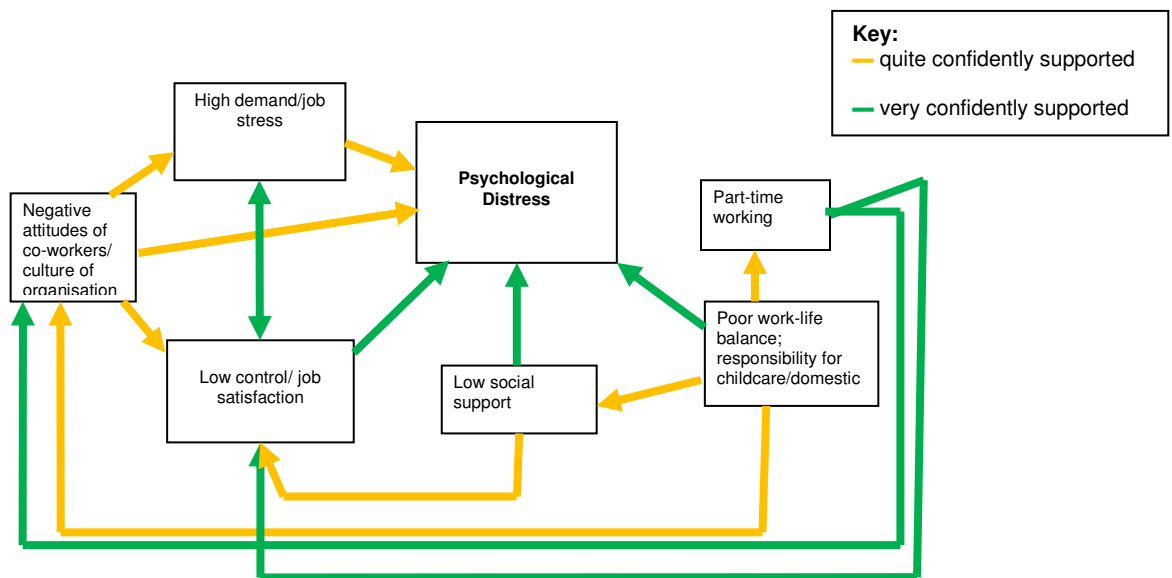 Key:
quite confidently supported
very confidently supported
High demand/job
stress
Psychological
Distress
Part-time
working
Negative
attitudes of
co-workers/
culture of
organisation
Poor work-life
balance;
responsibility for
childcare/domestic
Low control/ job
satisfaction
Low social
support